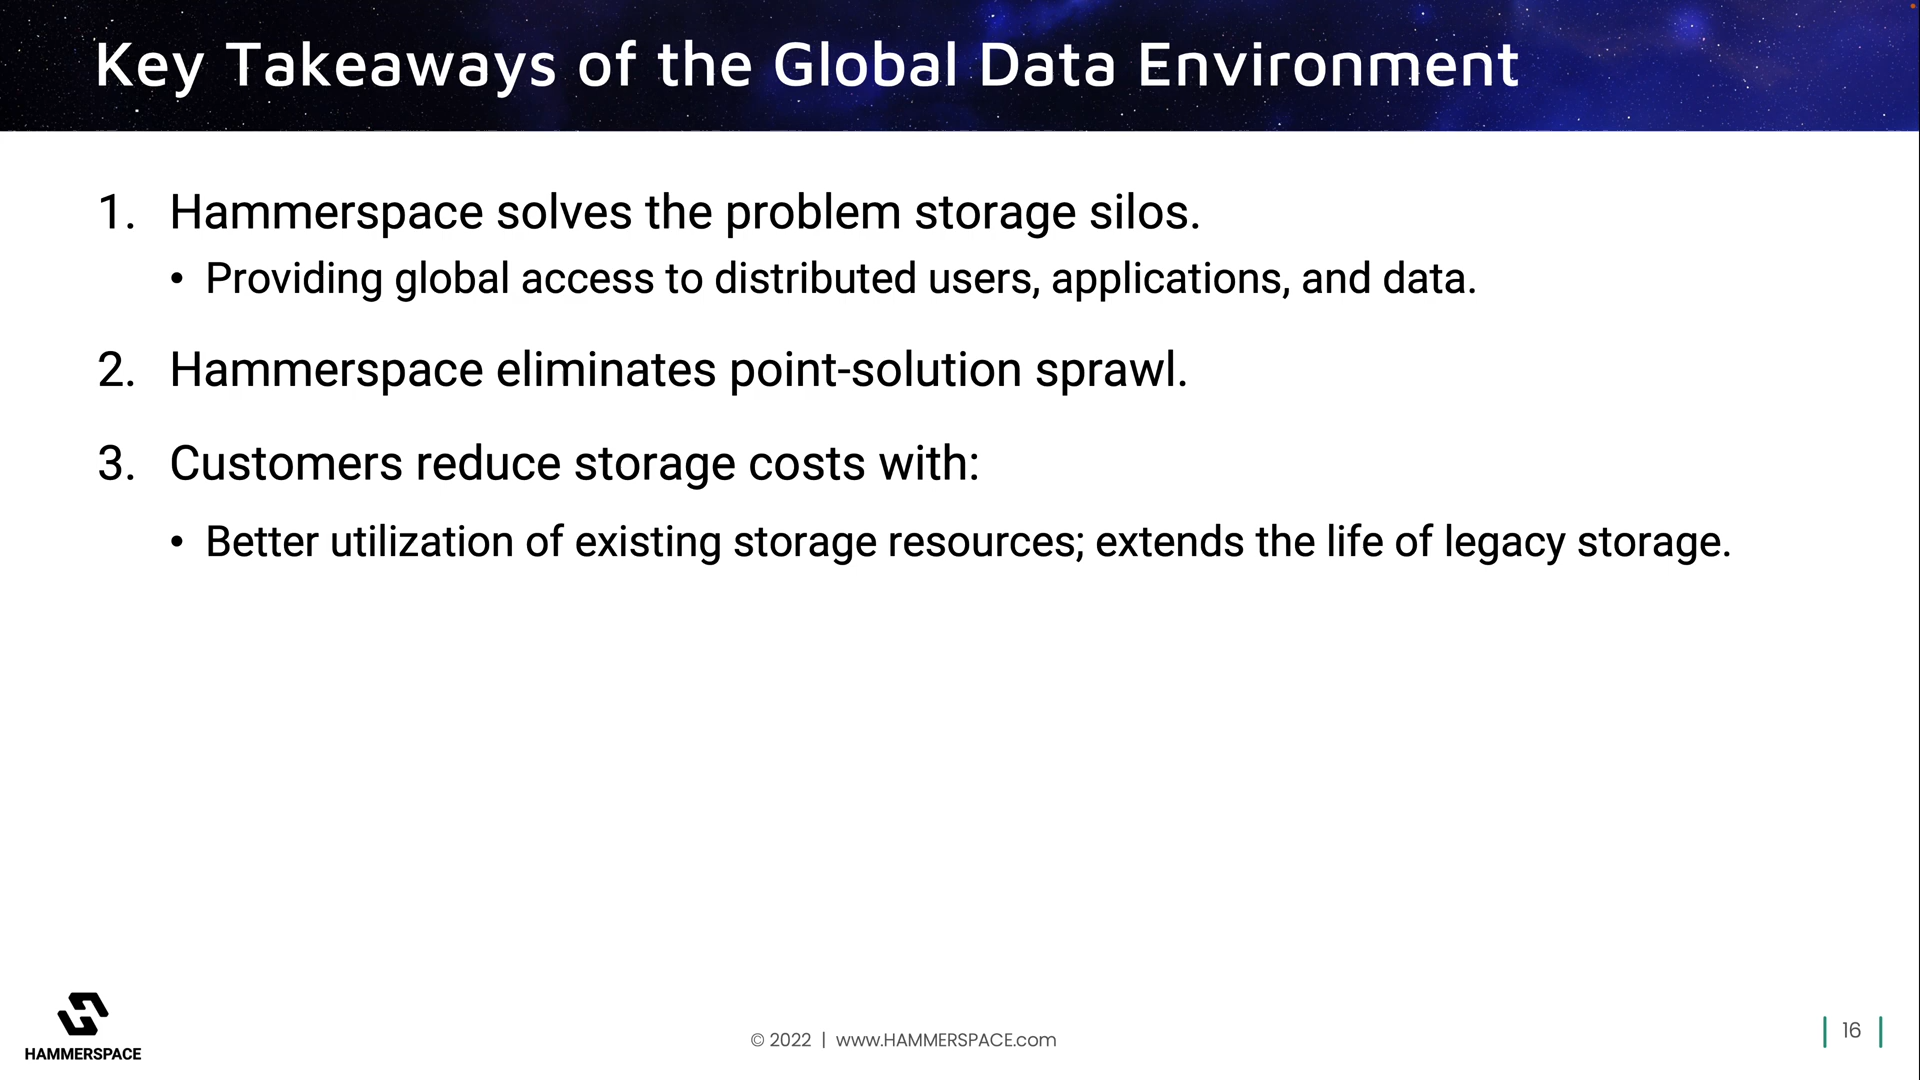 Key Takeaways of the Global Data Environment
1. Hammerspace solves the problem storage silos.
• Providing global access to distributed users, applications, and data.
2. Hammerspace eliminates point-solution sprawl.
3. Customers reduce storage costs with:
• Better utilization of existing storage resources; extends the life of legacy storage.
HAMMERSPACE
© 2022 | www.HAMMERSPACE.com
| 16 |